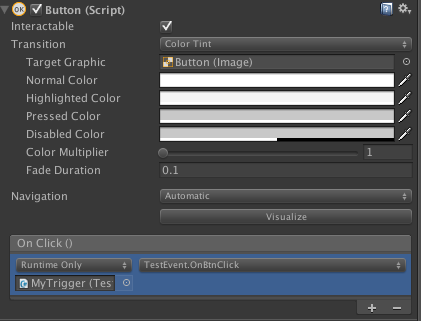 OK Button (Script)
Interactable
Transition Color Tint
Target Graphic Button (Image)
Normal Color
Highlighted Color
Pressed Color
Disabled Color
Color Multiplier 1
Fade Duration 0.1
Navigation Automatic
Visualize
On Click ()
Runtime Only TestEvent.OnBtnClick
MyTrigger (Tes